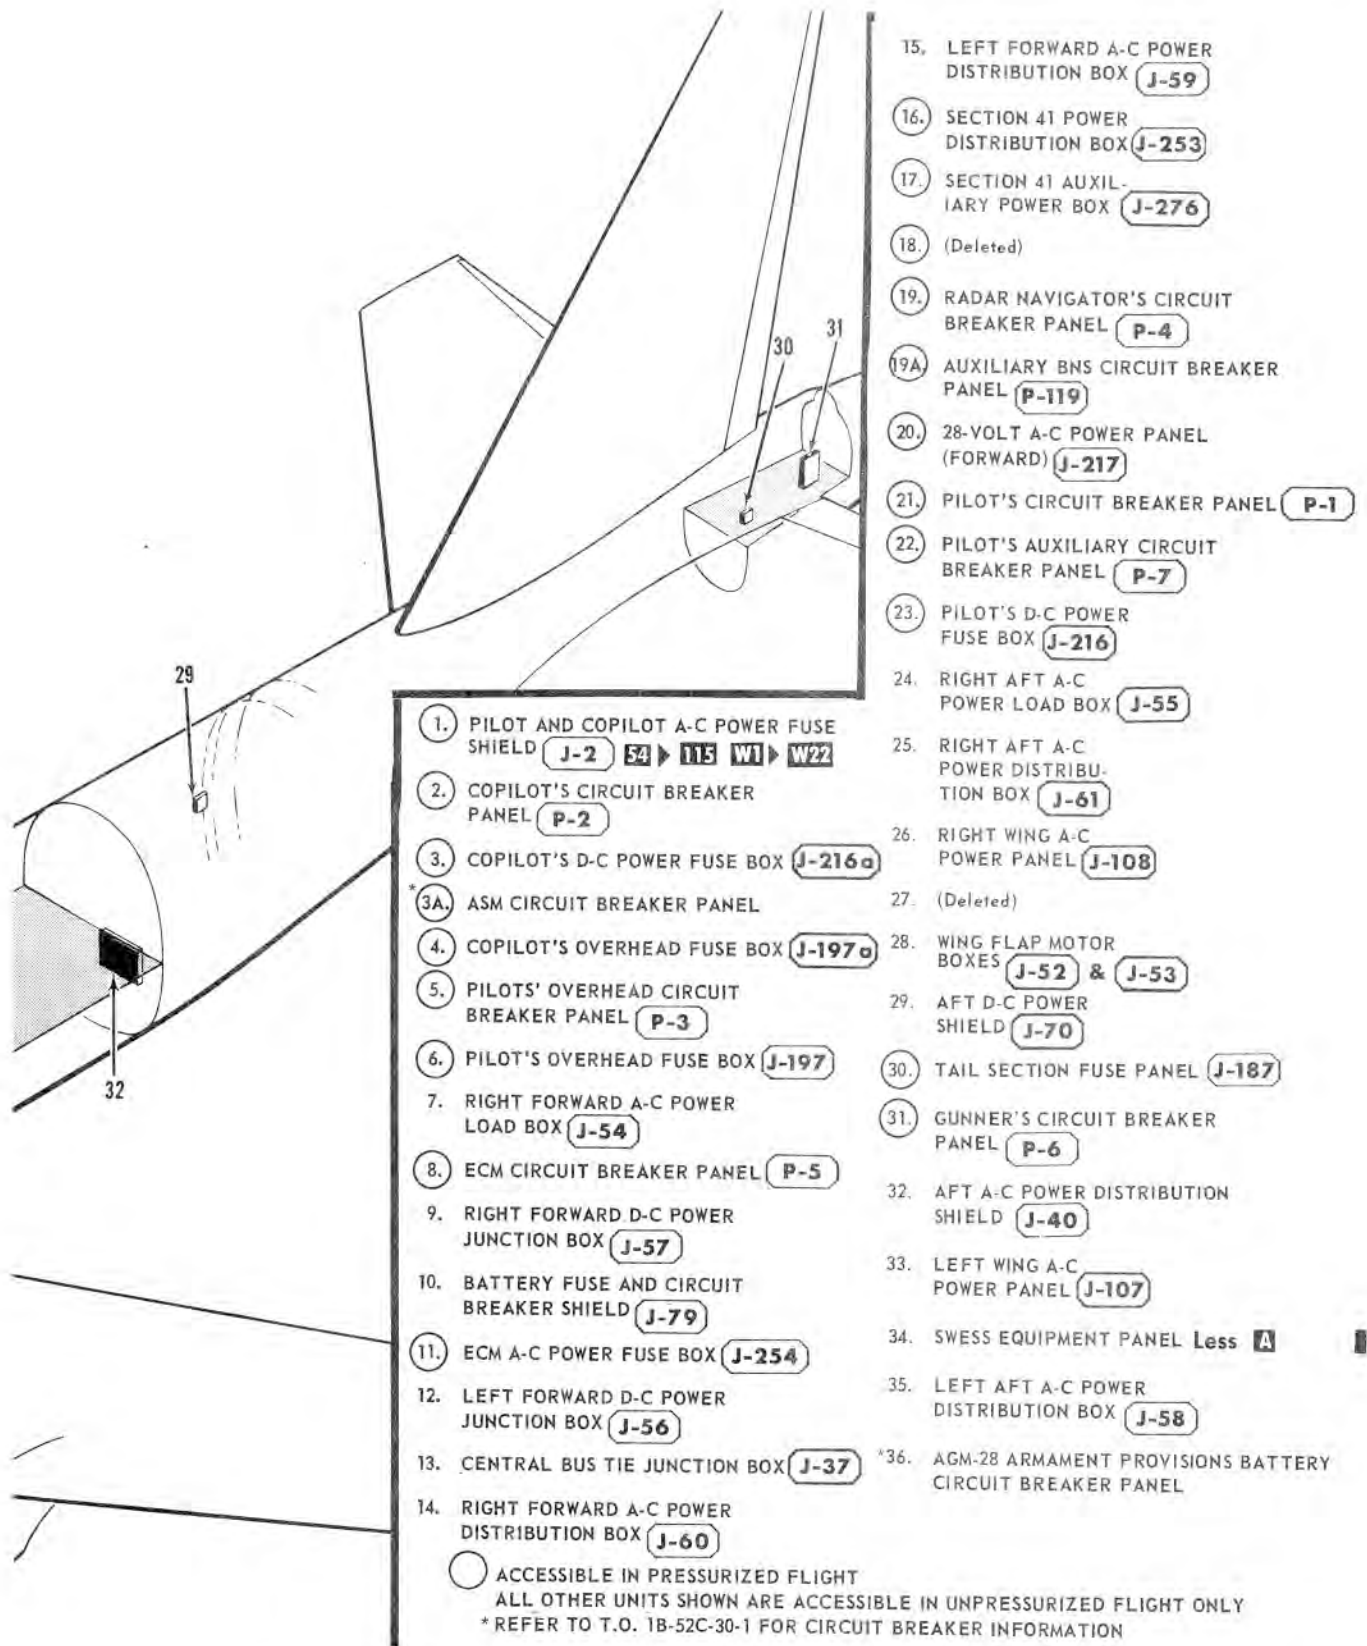 30
31
29
32
1. PILOT AND COPILOT A-C POWER FUSE
SHIELD J-2 54 ▶ 115 W1 ▶ W22
2. COPILOT'S CIRCUIT BREAKER
PANEL P-2
3. COPILOT'S D-C POWER FUSE BOX J-216a
*3A. ASM CIRCUIT BREAKER PANEL
4. COPILOT'S OVERHEAD FUSE BOX J-197a
5. PILOTS' OVERHEAD CIRCUIT
BREAKER PANEL P-3
6. PILOT'S OVERHEAD FUSE BOX J-197
7. RIGHT FORWARD A-C POWER
LOAD BOX J-54
8. ECM CIRCUIT BREAKER PANEL P-5
9. RIGHT FORWARD D-C POWER
JUNCTION BOX J-57
10. BATTERY FUSE AND CIRCUIT
BREAKER SHIELD J-79
11. ECM A-C POWER FUSE BOX J-254
12. LEFT FORWARD D-C POWER
JUNCTION BOX J-56
13. CENTRAL BUS TIE JUNCTION BOX J-37
14. RIGHT FORWARD A-C POWER
DISTRIBUTION BOX J-60
15. LEFT FORWARD A-C POWER
DISTRIBUTION BOX J-59
16. SECTION 41 POWER
DISTRIBUTION BOX J-253
17. SECTION 41 AUXIL-
IARY POWER BOX J-276
18. (Deleted)
19. RADAR NAVIGATOR'S CIRCUIT
BREAKER PANEL P-4
19A. AUXILIARY BNS CIRCUIT BREAKER
PANEL P-119
20. 28-VOLT A-C POWER PANEL
(FORWARD) J-217
21. PILOT'S CIRCUIT BREAKER PANEL P-1
22. PILOT'S AUXILIARY CIRCUIT
BREAKER PANEL P-7
23. PILOT'S D-C POWER
FUSE BOX J-216
24. RIGHT AFT A-C
POWER LOAD BOX J-55
25. RIGHT AFT A-C
POWER DISTRIBU-
TION BOX J-61
26. RIGHT WING A-C
POWER PANEL J-108
27. (Deleted)
28. WING FLAP MOTOR
BOXES J-52 & J-53
29. AFT D-C POWER
SHIELD J-70
30. TAIL SECTION FUSE PANEL J-187
31. GUNNER'S CIRCUIT BREAKER
PANEL P-6
32. AFT A-C POWER DISTRIBUTION
SHIELD J-40
33. LEFT WING A-C
POWER PANEL J-107
34. SWESS EQUIPMENT PANEL Less A
35. LEFT AFT A-C POWER
DISTRIBUTION BOX J-58
*36. AGM-28 ARMAMENT PROVISIONS BATTERY
CIRCUIT BREAKER PANEL
ACCESSIBLE IN PRESSURIZED FLIGHT
ALL OTHER UNITS SHOWN ARE ACCESSIBLE IN UNPRESSURIZED FLIGHT ONLY
* REFER TO T.O. 1B-52C-30-1 FOR CIRCUIT BREAKER INFORMATION